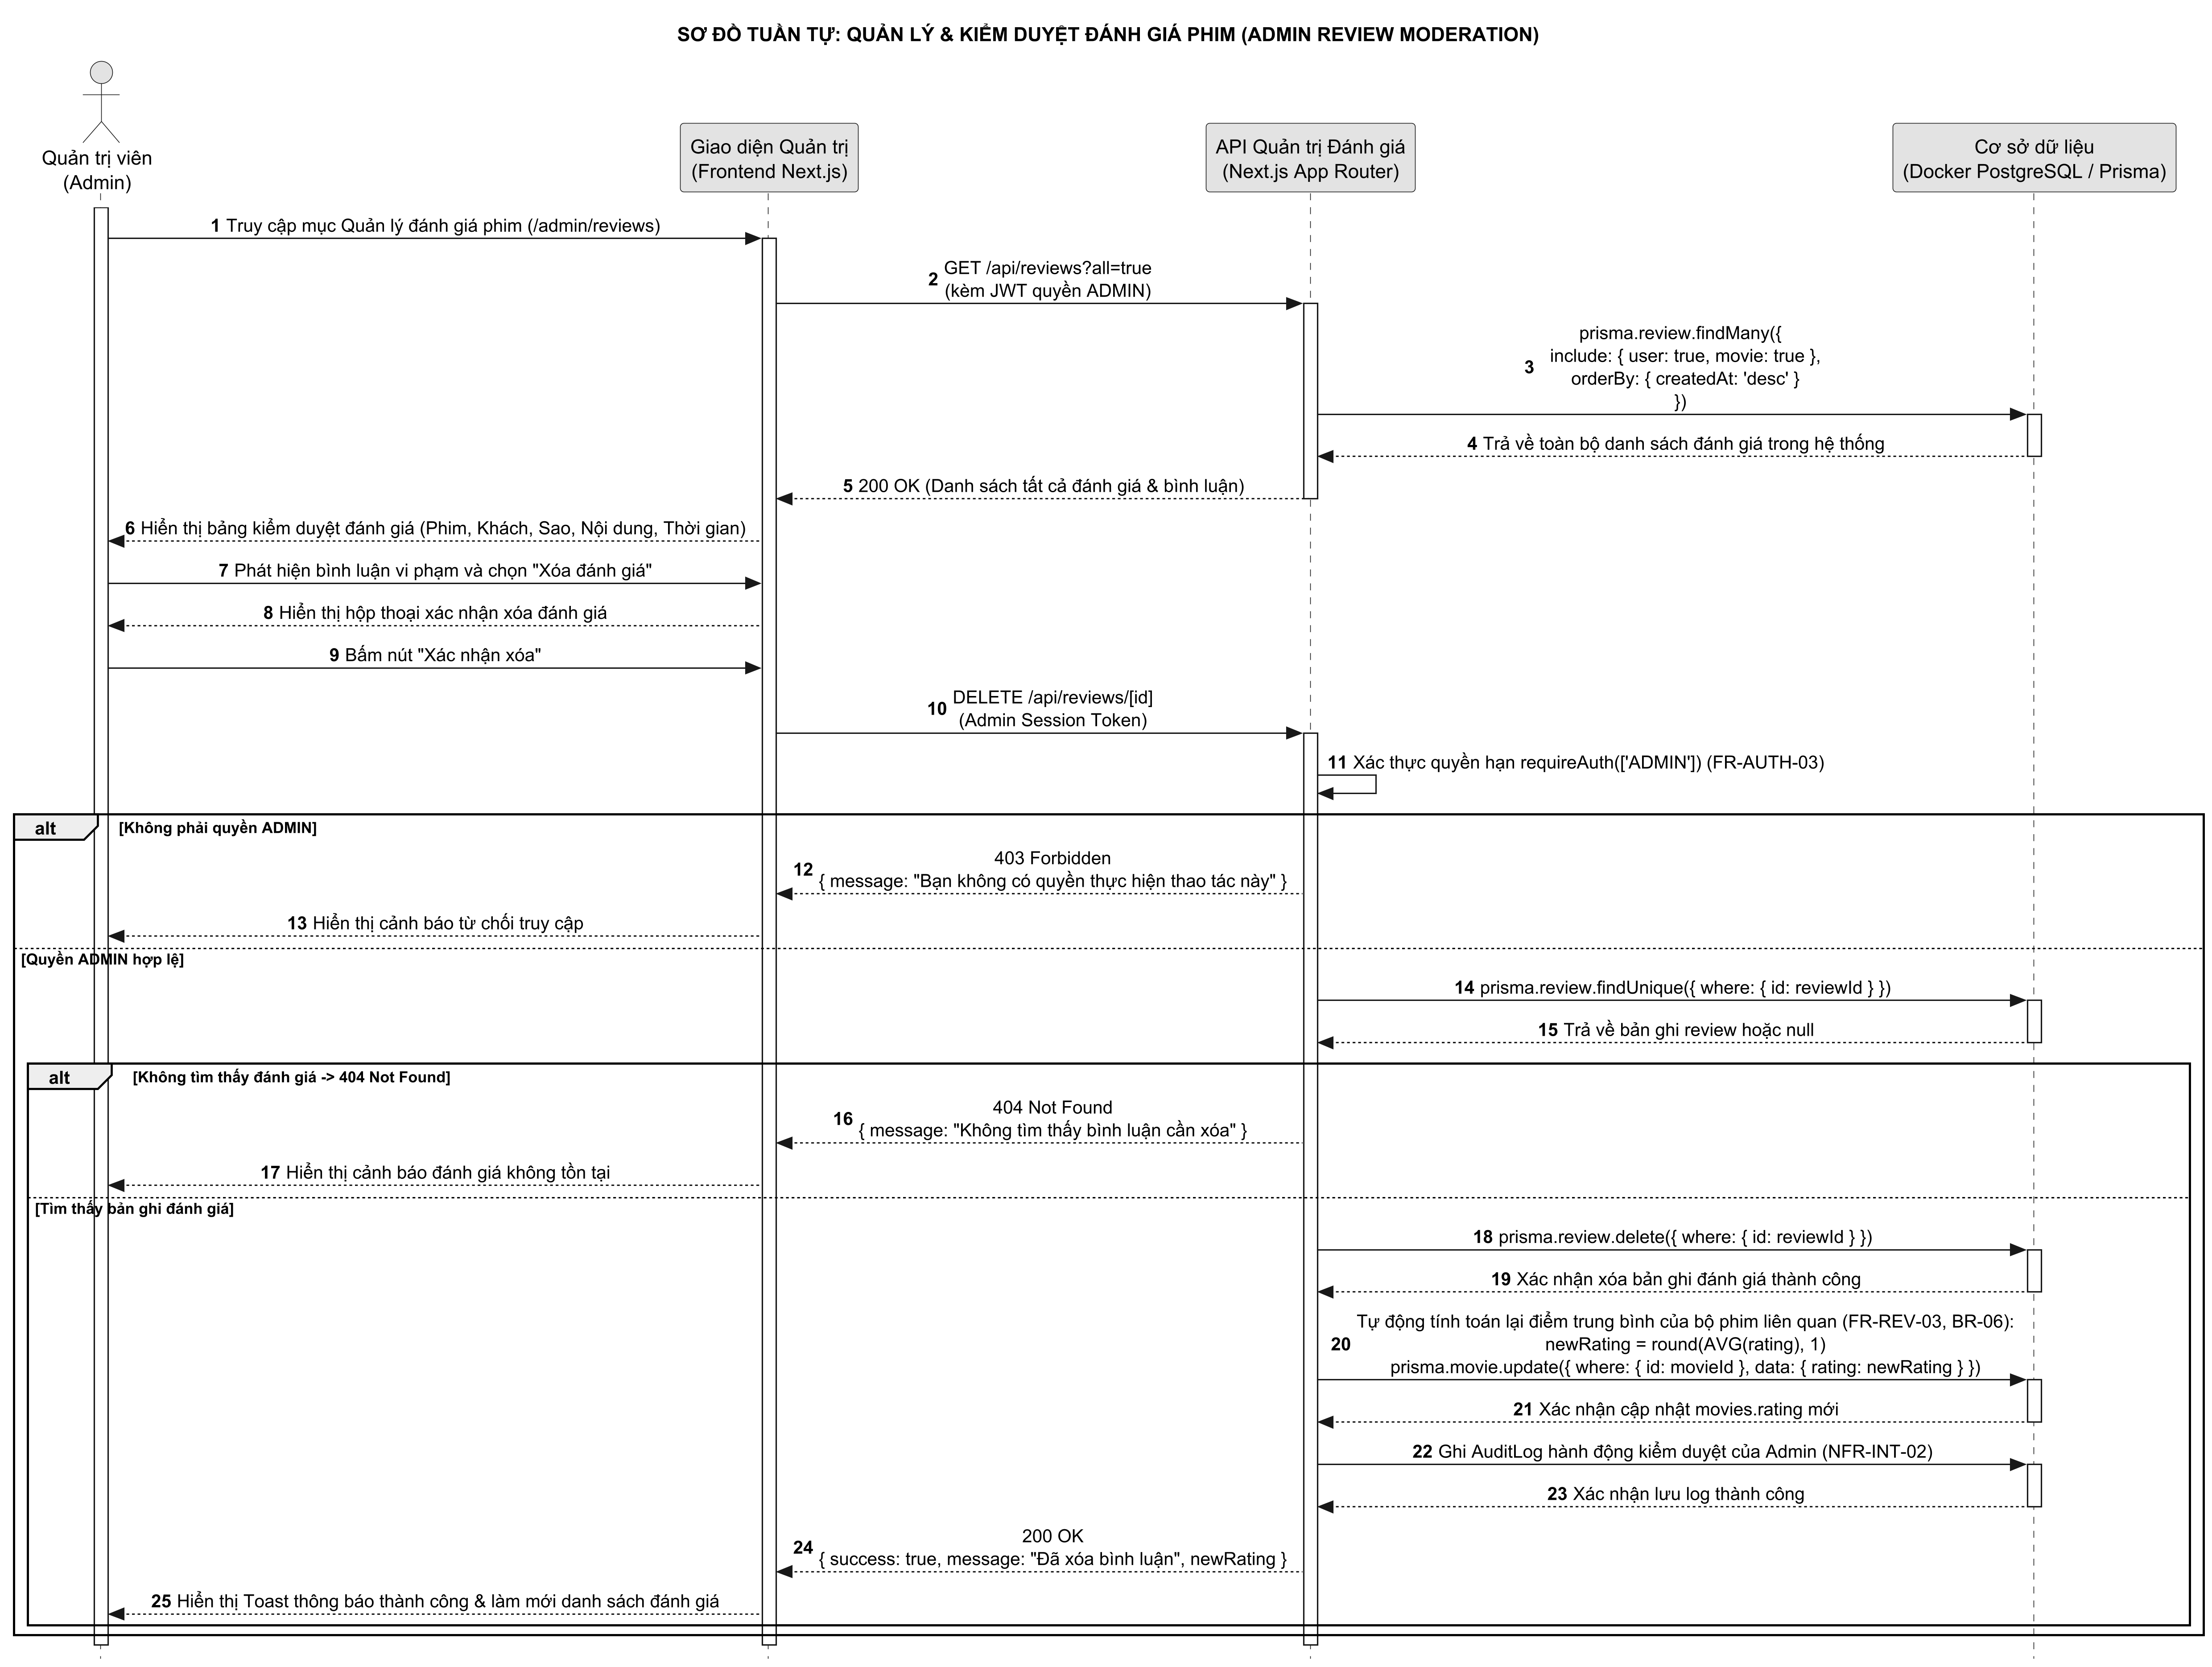 SƠ ĐỒ TUẦN TỰ: QUẢN LÝ & KIỂM DUYỆT ĐÁNH GIÁ PHIM (ADMIN REVIEW MODERATION)
Quản trị viên
(Admin)
Giao diện Quản trị
(Frontend Next.js)
API Quản trị Đánh giá
(Next.js App Router)
Cơ sở dữ liệu
(Docker PostgreSQL / Prisma)
1 Truy cập mục Quản lý đánh giá phim (/admin/reviews)
2 GET /api/reviews?all=true
(kèm JWT quyền ADMIN)
3 prisma.review.findMany({
include: { user: true, movie: true },
orderBy: { createdAt: 'desc' }
})
4 Trả về toàn bộ danh sách đánh giá trong hệ thống
5 200 OK (Danh sách tất cả đánh giá & bình luận)
6 Hiển thị bảng kiểm duyệt đánh giá (Phim, Khách, Sao, Nội dung, Thời gian)
7 Phát hiện bình luận vi phạm và chọn "Xóa đánh giá"
8 Hiển thị hộp thoại xác nhận xóa đánh giá
9 Bấm nút "Xác nhận xóa"
10 DELETE /api/reviews/[id]
(Admin Session Token)
11 Xác thực quyền hạn requireAuth(['ADMIN']) (FR-AUTH-03)
alt [Không phải quyền ADMIN]
12 403 Forbidden
{ message: "Bạn không có quyền thực hiện thao tác này" }
13 Hiển thị cảnh báo từ chối truy cập
[Quyền ADMIN hợp lệ]
14 prisma.review.findUnique({ where: { id: reviewId } })
15 Trả về bản ghi review hoặc null
alt [Không tìm thấy đánh giá -> 404 Not Found]
16 404 Not Found
{ message: "Không tìm thấy bình luận cần xóa" }
17 Hiển thị cảnh báo đánh giá không tồn tại
[Tìm thấy bản ghi đánh giá]
18 prisma.review.delete({ where: { id: reviewId } })
19 Xác nhận xóa bản ghi đánh giá thành công
20 Tự động tính toán lại điểm trung bình của bộ phim liên quan (FR-REV-03, BR-06):
newRating = round(AVG(rating), 1)
prisma.movie.update({ where: { id: movieId }, data: { rating: newRating } })
21 Xác nhận cập nhật movies.rating mới
22 Ghi AuditLog hành động kiểm duyệt của Admin (NFR-INT-02)
23 Xác nhận lưu log thành công
24 200 OK
{ success: true, message: "Đã xóa bình luận", newRating }
25 Hiển thị Toast thông báo thành công & làm mới danh sách đánh giá